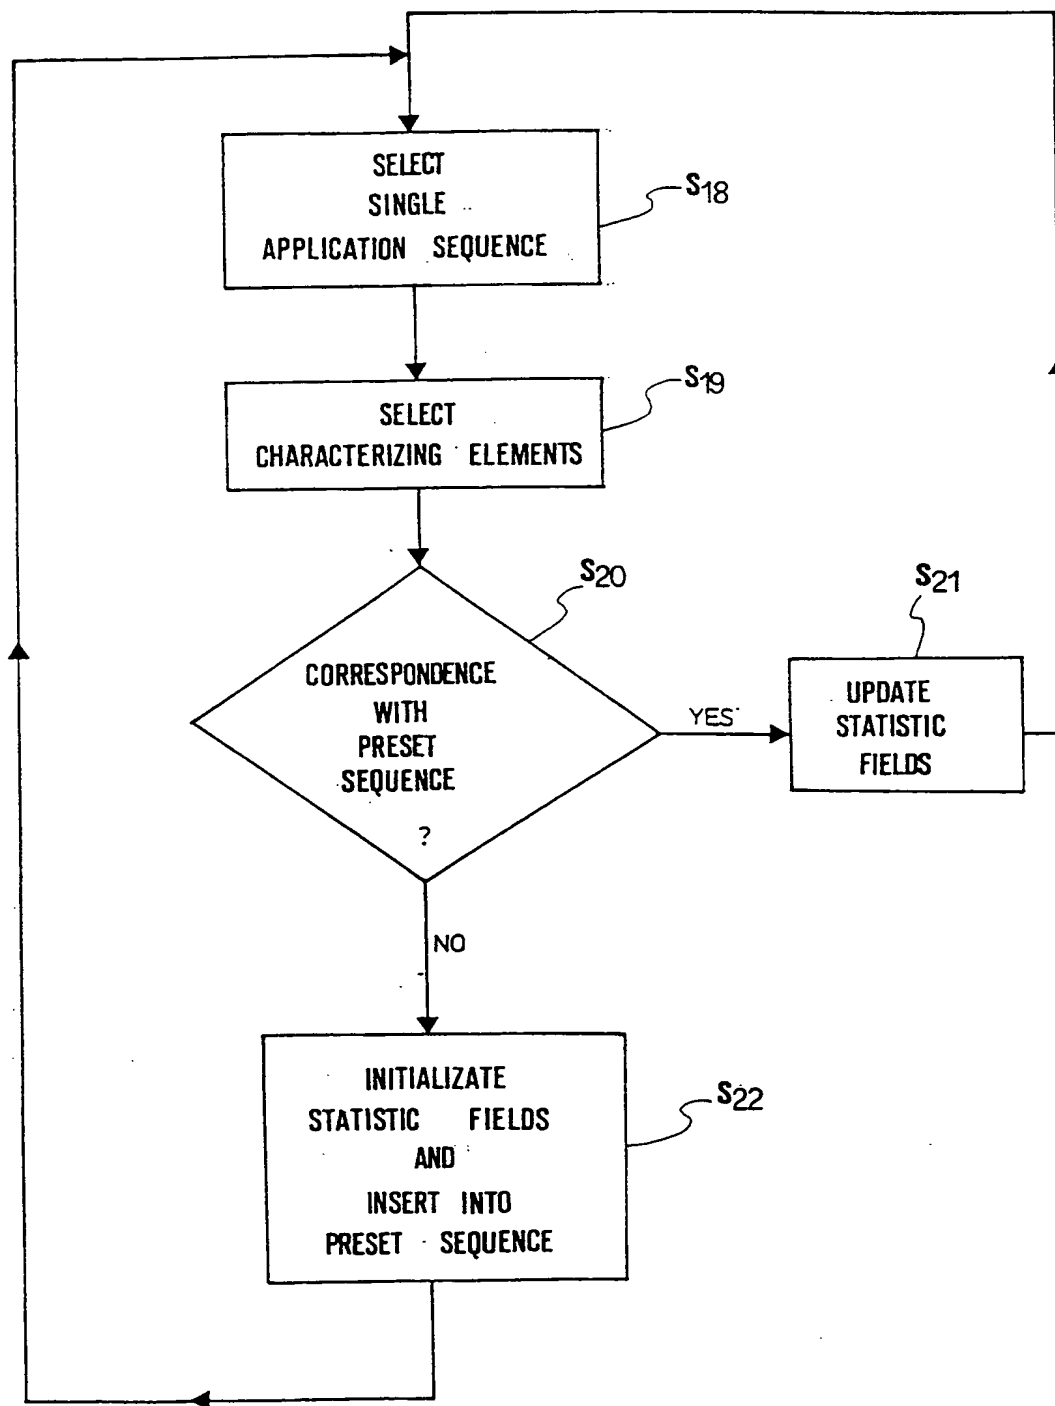 SELECT
SINGLE
APPLICATION SEQUENCE
S18
SELECT
CHARACTERIZING ELEMENTS
S19
CORRESPONDENCE
WITH
PRESET
SEQUENCE
?
S20
YES
S21
UPDATE
STATISTIC
FIELDS
NO
INITIALIZATE
STATISTIC FIELDS
AND
INSERT INTO
PRESET SEQUENCE
S22